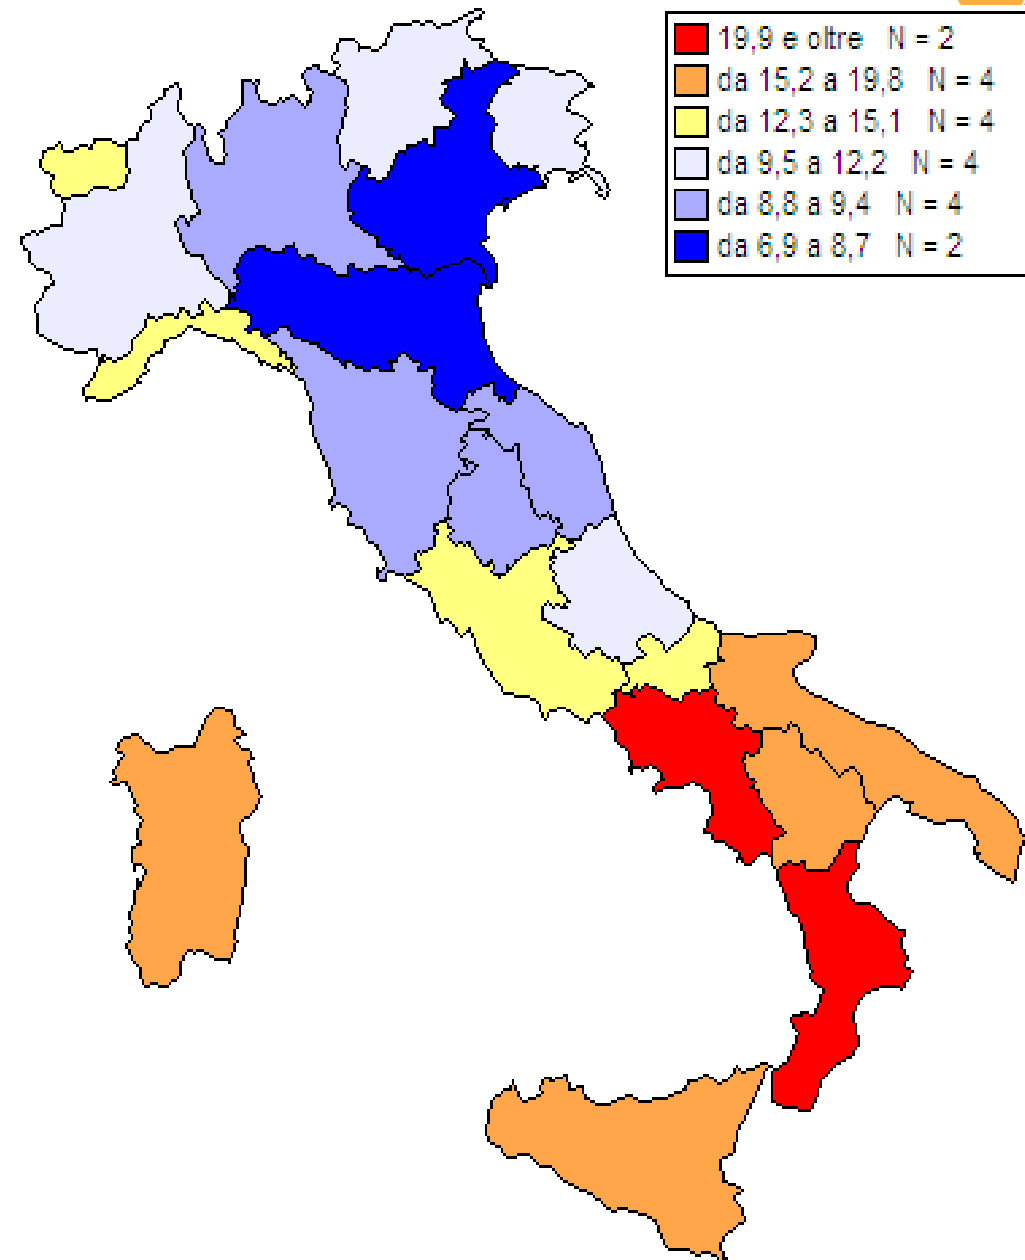 19,9 e oltre N = 2
da 15,2 a 19,8 N = 4
da 12,3 a 15,1 N = 4
da 9,5 a 12,2 N = 4
da 8,8 a 9,4 N = 4
da 6,9 a 8,7 N = 2